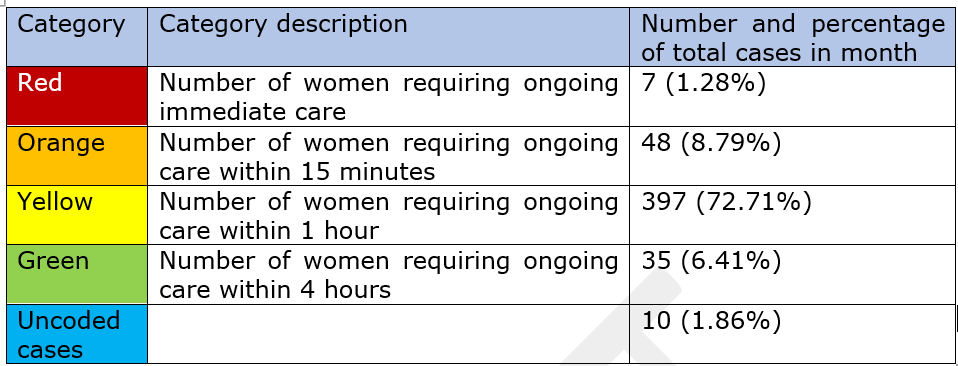 Category Category description Number and percentage
of total cases in month
Red Number of women requiring ongoing 7 (1.28%)
immediate care
Orange Number of women requiring ongoing 48 (8.79%)
care within 15 minutes
Yellow Number of women requiring ongoing 397 (72.71%)
care within 1 hour
Green Number of women requiring ongoing 35 (6.41%)
care within 4 hours
Uncoded 10 (1.86%)
cases